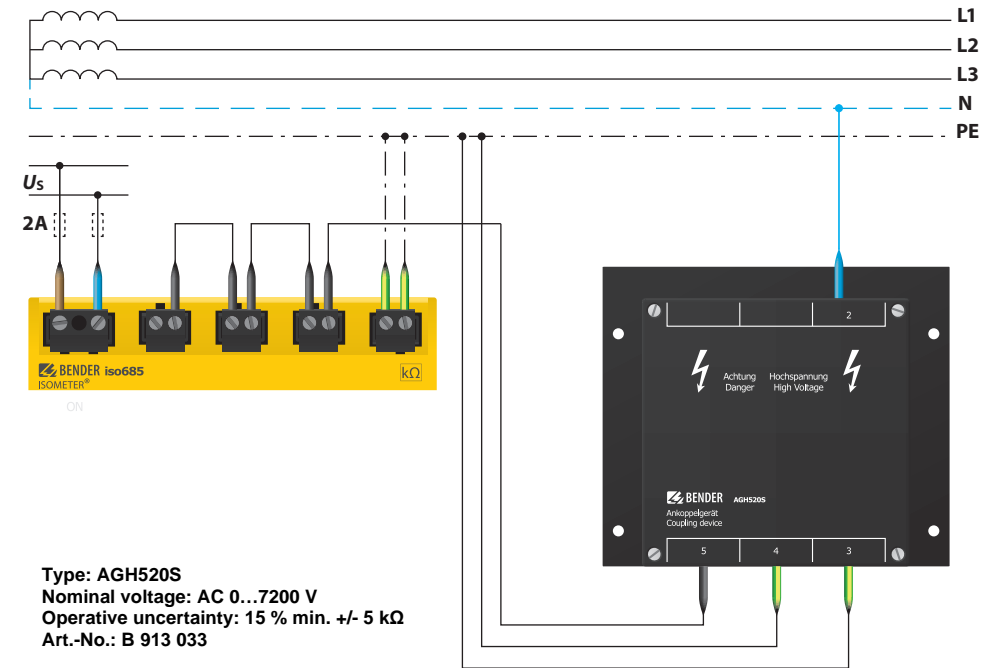 L1
L2
L3
N
PE
Us
2A
BENDER iso685
ISOMETER®
kΩ
ON
2
Achtung Hochspannung
Danger High Voltage
BENDER AGH520S
Ankoppelgerät
Coupling device
5 4 3
Type: AGH520S
Nominal voltage: AC 0…7200 V
Operative uncertainty: 15 % min. +/- 5 kΩ
Art.-No.: B 913 033